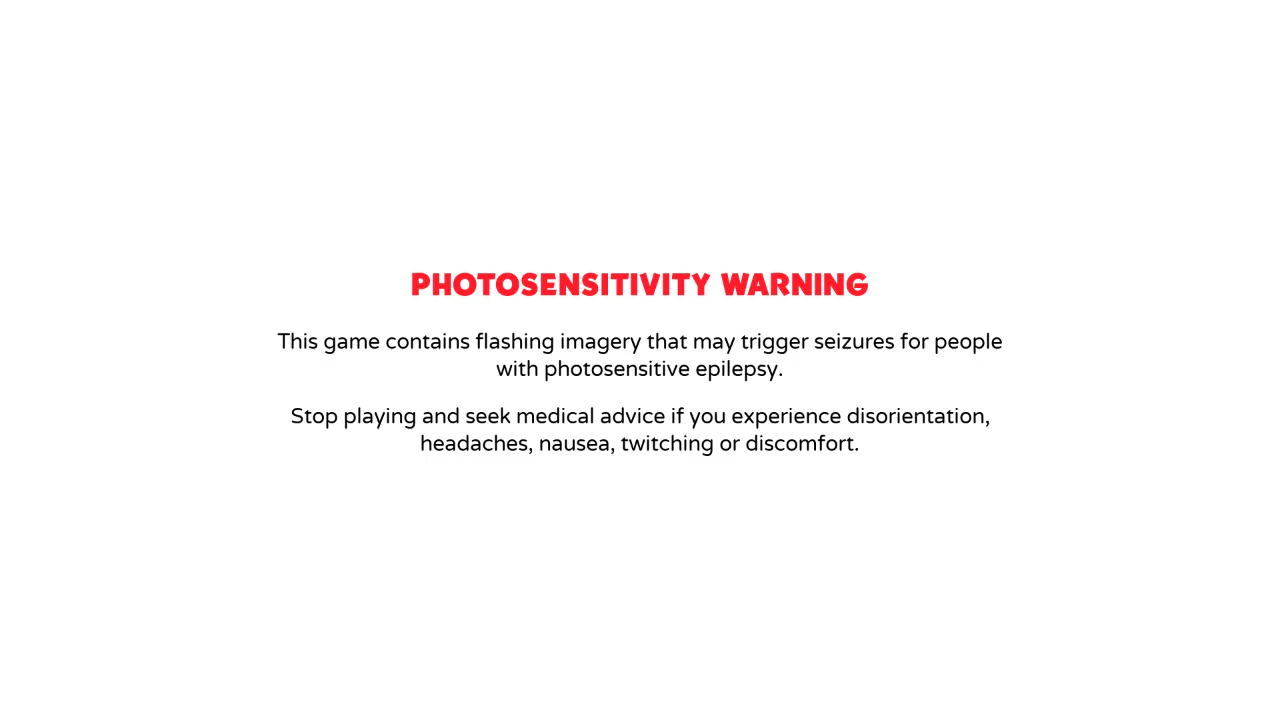 PHOTOSENSITIVITY WARNING
This game contains flashing imagery that may trigger seizures for people
with photosensitive epilepsy.
Stop playing and seek medical advice if you experience disorientation,
headaches, nausea, twitching or discomfort.